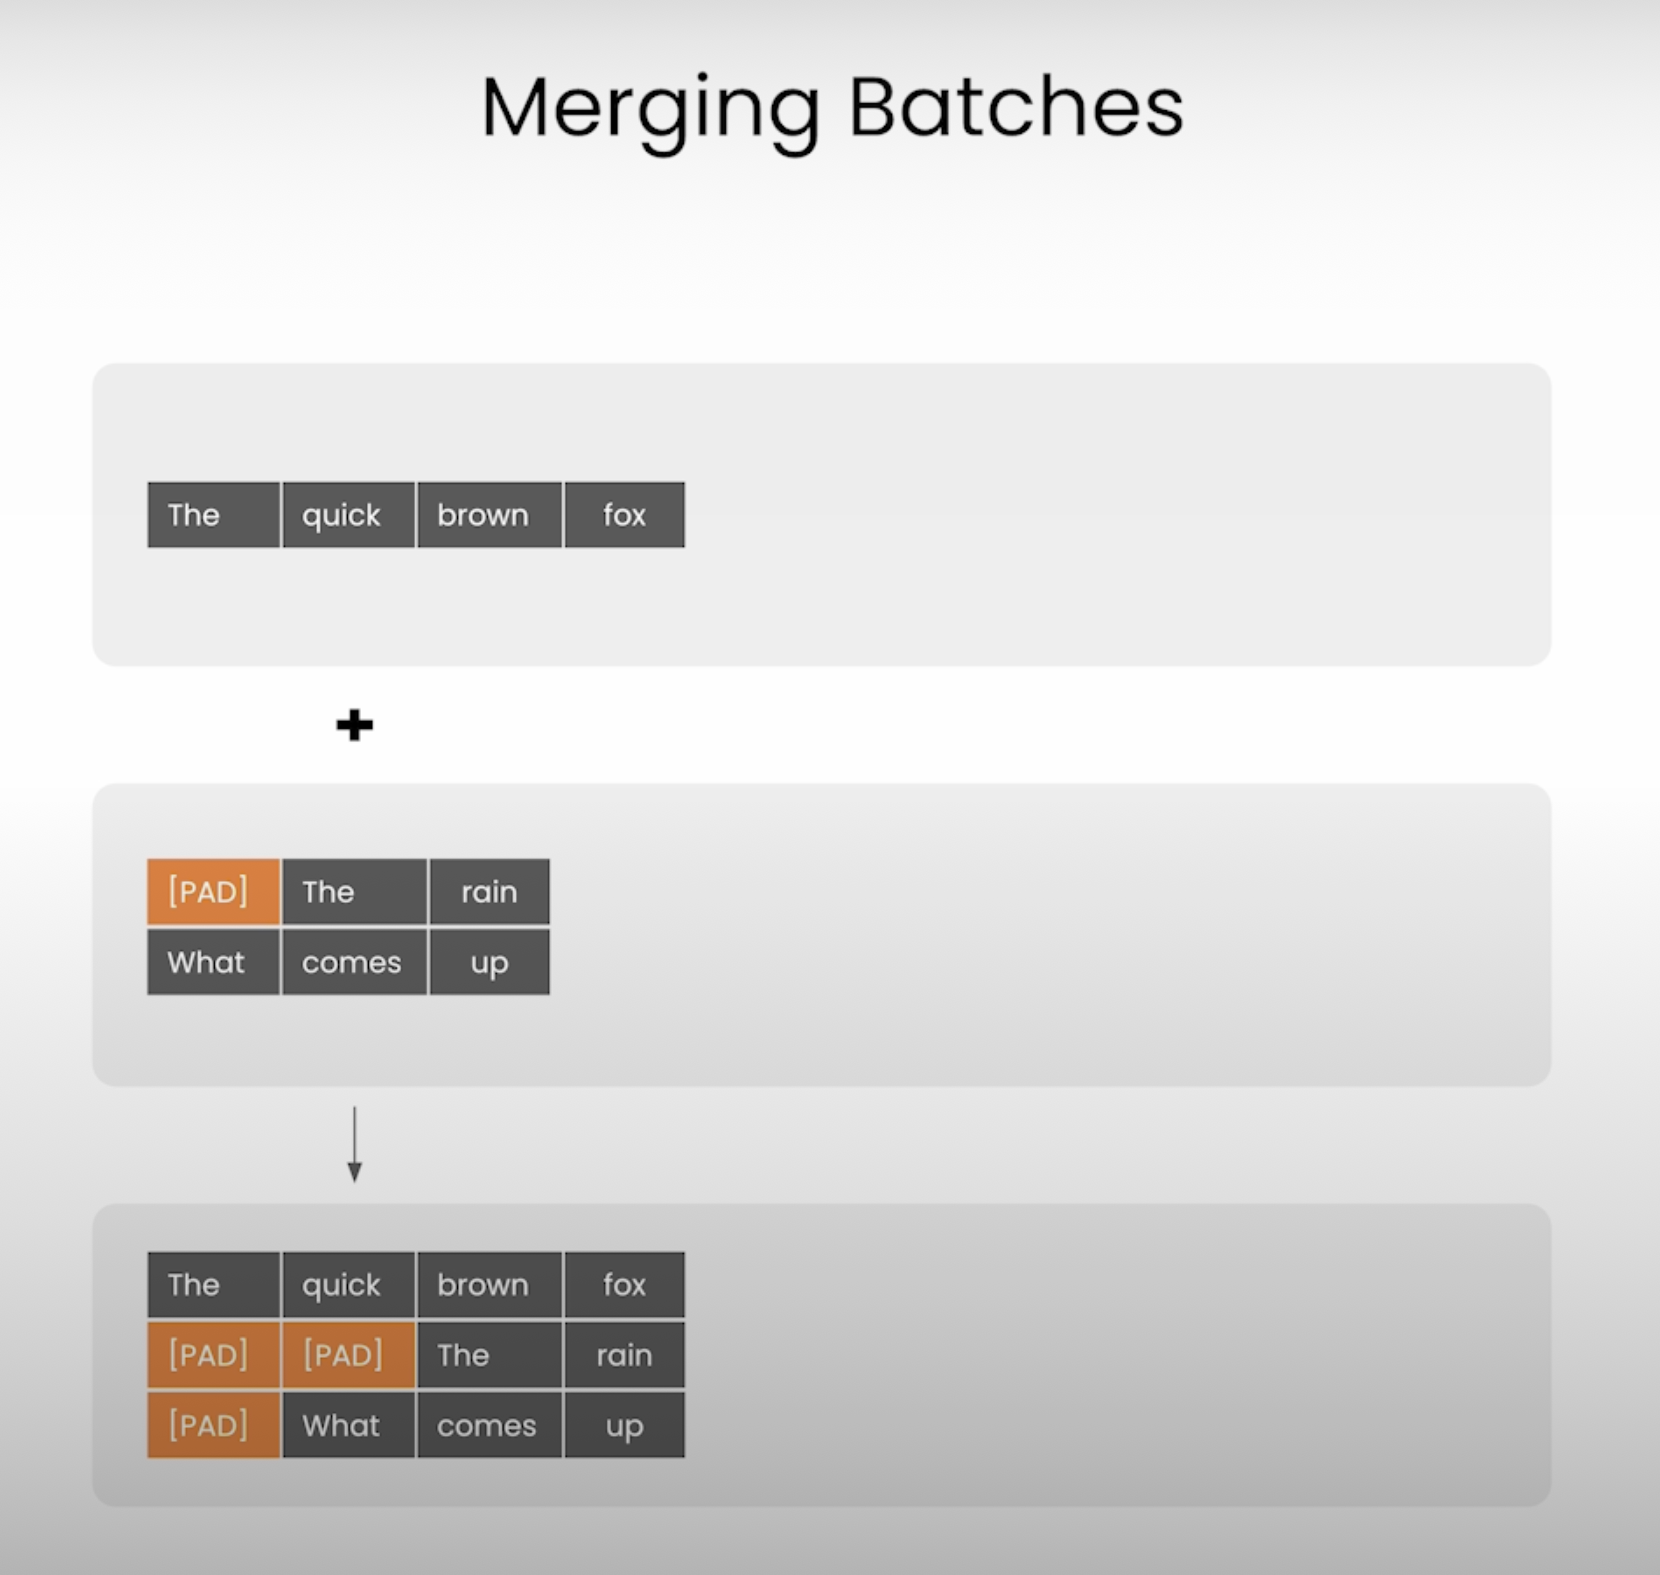 Merging Batches
The quick brown fox
[PAD] The rain
What comes up
The quick brown fox
[PAD] [PAD] The rain
[PAD] What comes up